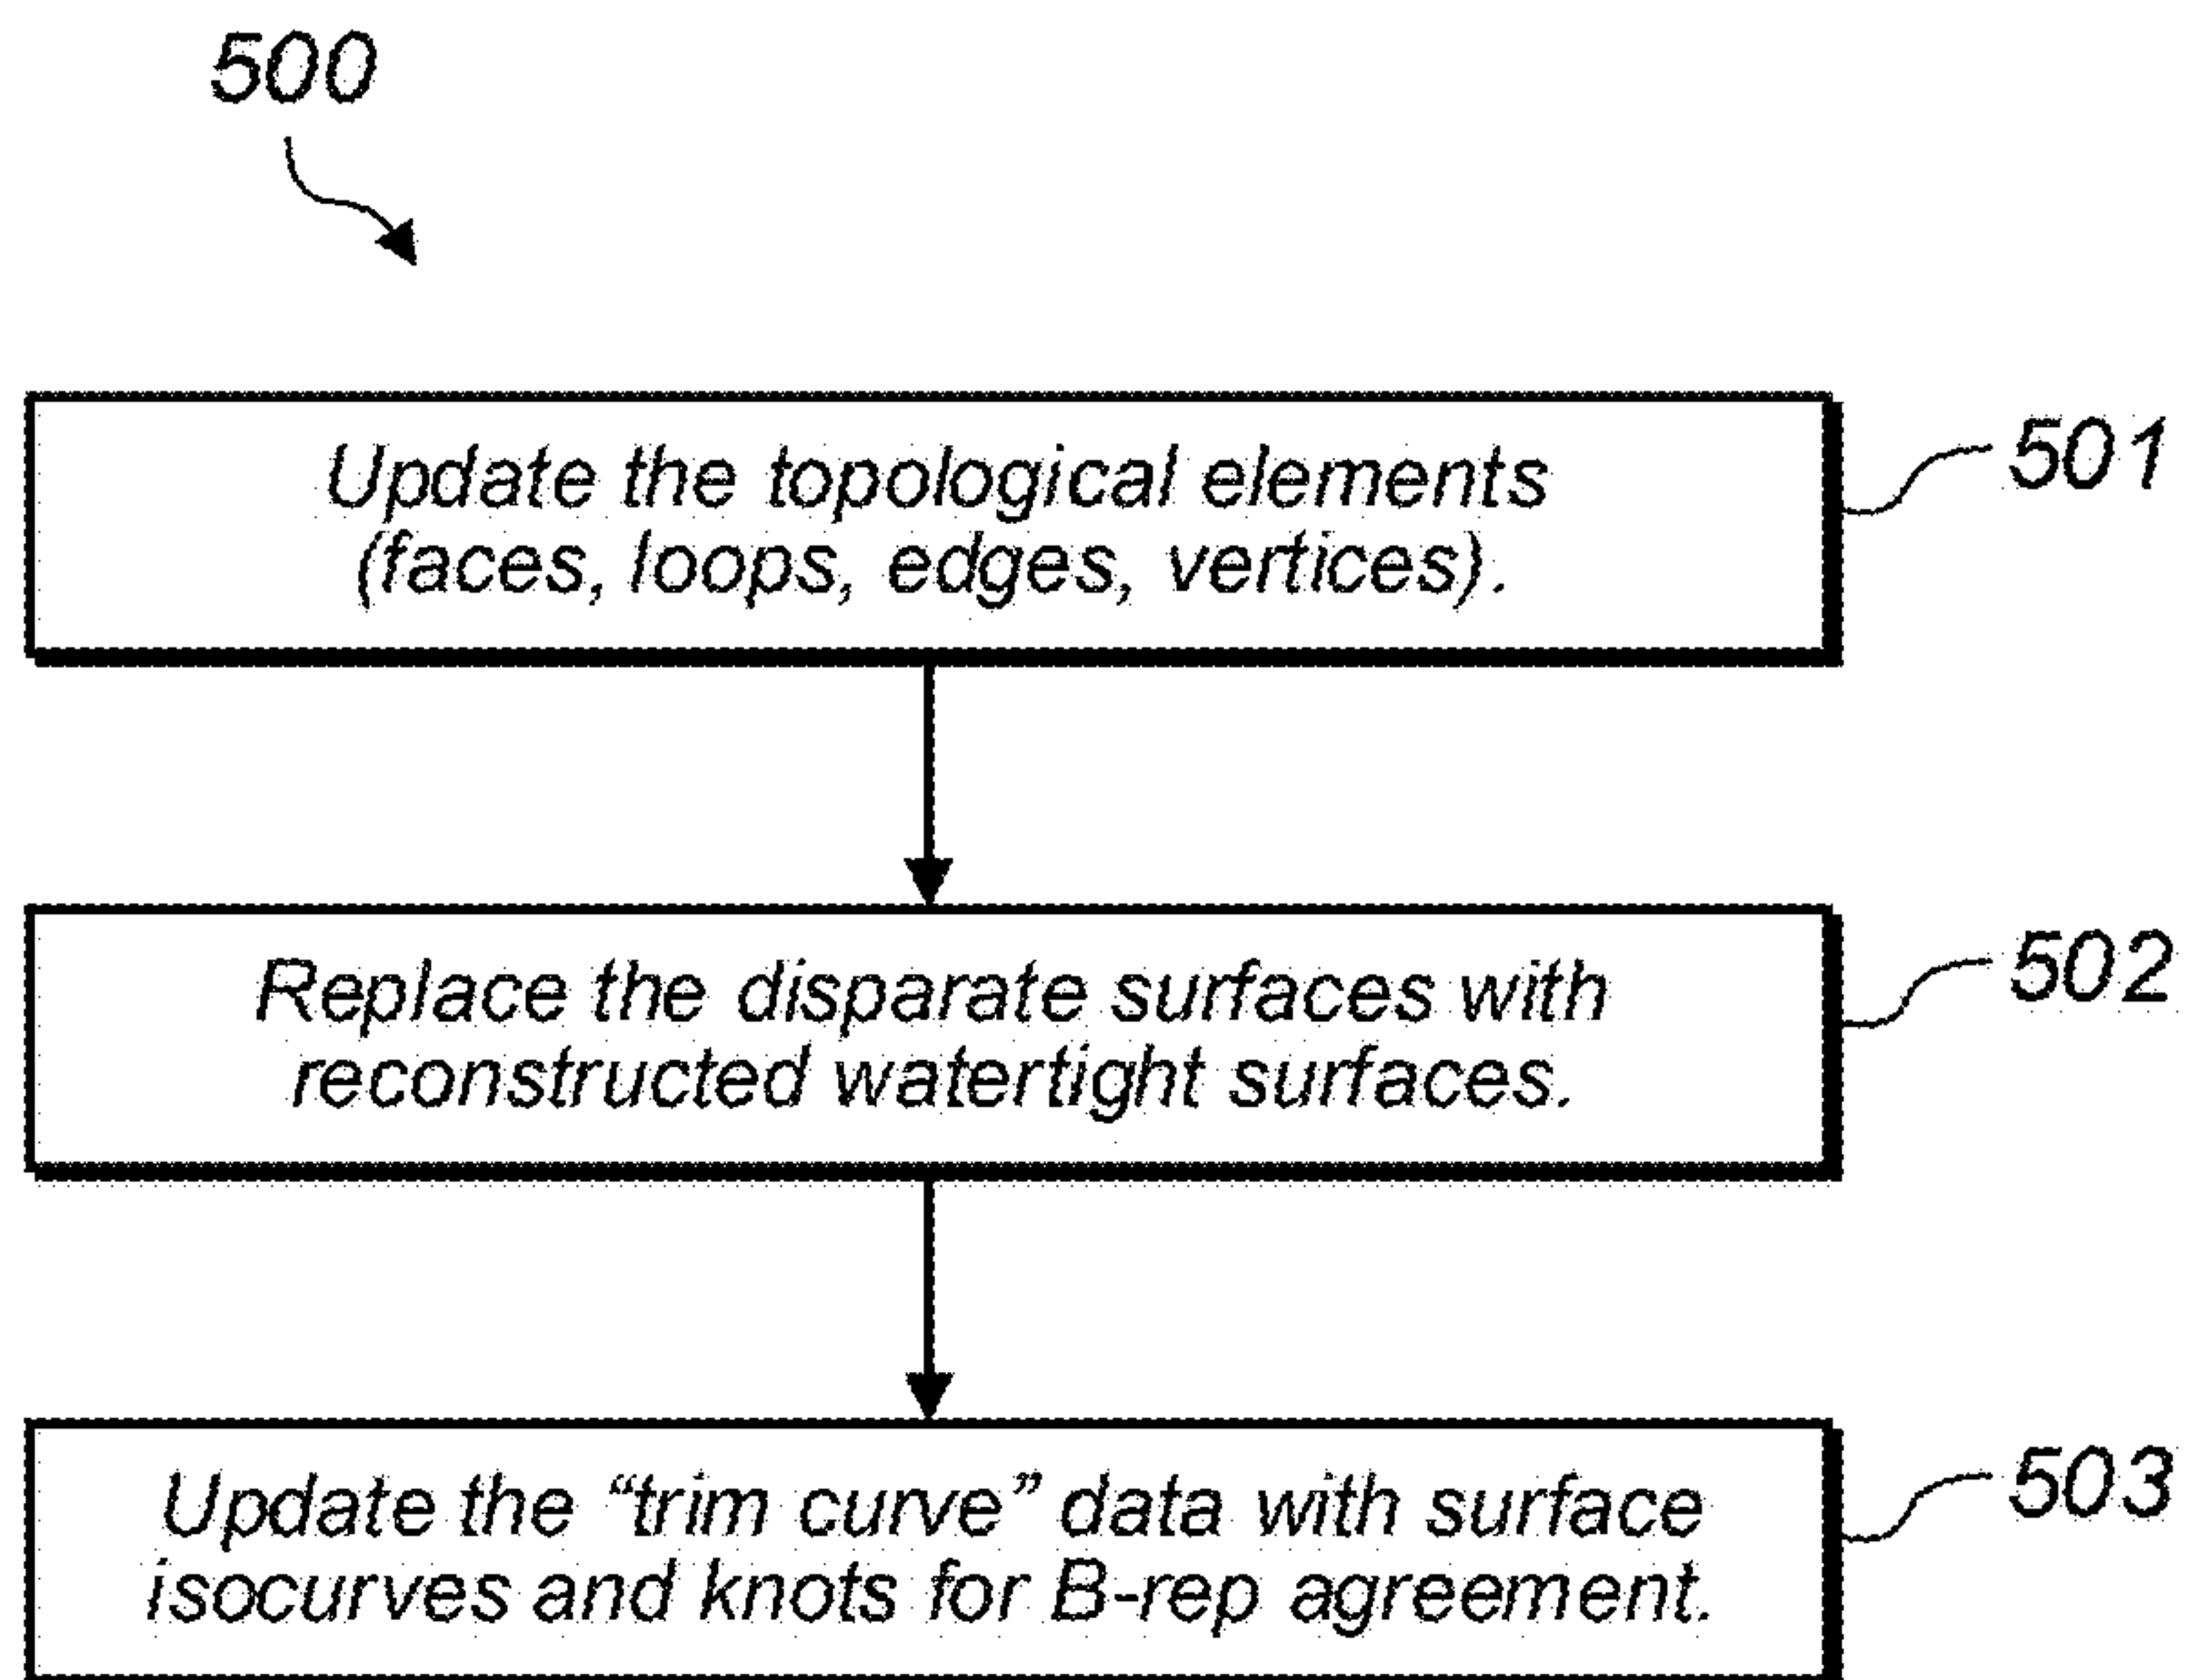 500
Update the topological elements
(faces, loops, edges, vertices).
501
Replace the disparate surfaces with
reconstructed watertight surfaces.
502
Update the “trim curve” data with surface
isocurves and knots for B-rep agreement.
503